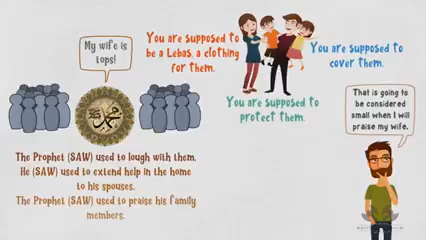 My wife is
tops!
You are supposed to
be a Lebas, a clothing
for them.
You are supposed to
cover them.
You are supposed to
protect them.
That is going to
be considered
small when I will
praise my wife.
محمد
The Prophet (SAW) used to lough with them.
He (SAW) used to extend help in the home
to his spouses.
The Prophet (SAW) used to praise his family
members.